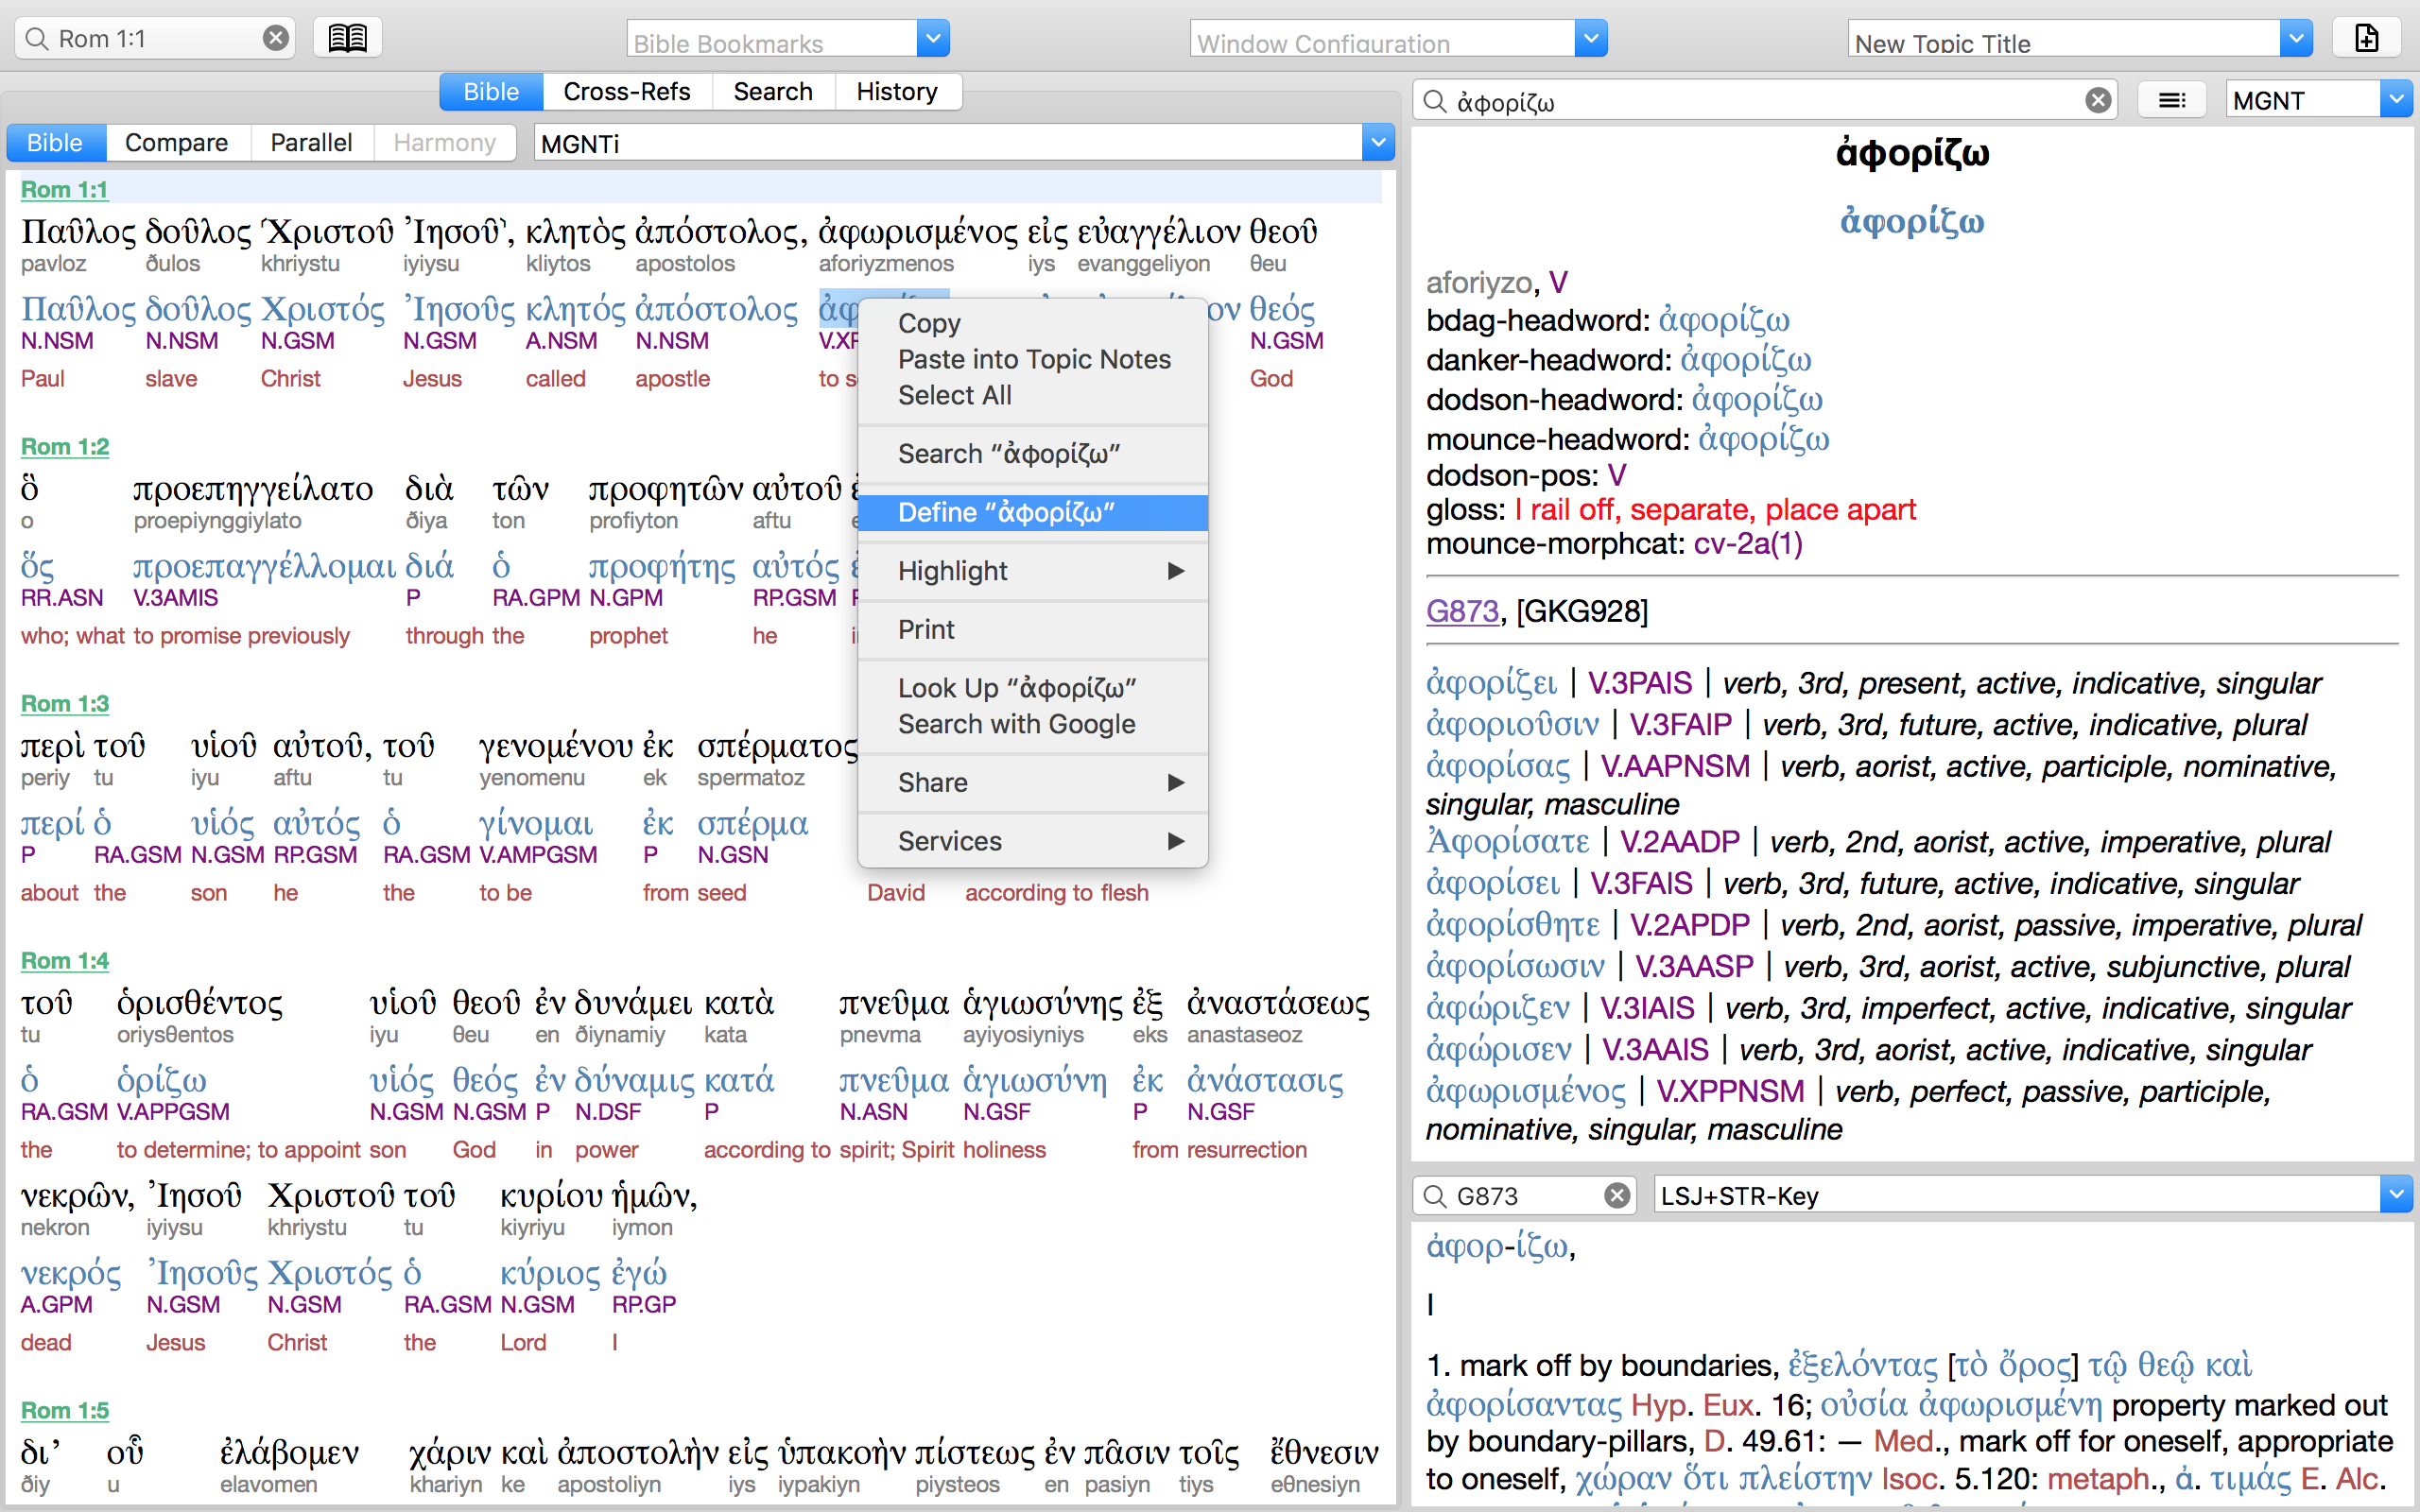 Rom 1:1
Bible Bookmarks
Window Configuration
New Topic Title
Bible Cross-Refs Search History
Bible Compare Parallel Harmony MGNTi
Rom 1:1
Παῦλος δοῦλος ⸂Χριστοῦ Ἰησοῦ⸃, κλητὸς ἀπόστολος, ἀφωρισμένος εἰς εὐαγγέλιον θεοῦ
pavloz ðulos khriystu iyiysu kliytos apostolos aforiyzmenos iys evanggeliyon θeu
Παῦλος δοῦλος Χριστός Ἰησοῦς κλητός ἀπόστολος θεός
N.NSM N.NSM N.GSM N.GSM A.NSM N.NSM N.GSM
Paul slave Christ Jesus called apostle God
Rom 1:2
ὃ προεπηγγείλατο διὰ τῶν προφητῶν αὐτοῦ
o proepiynggiylato ðiya ton profiyton aftu
ὅς προεπαγγέλλομαι διά ὁ προφήτης αὐτός
RR.ASN V.3AMIS P RA.GPM N.GPM RP.GSM
who; what to promise previously through the prophet he
Rom 1:3
περὶ τοῦ υἱοῦ αὐτοῦ, τοῦ γενομένου ἐκ σπέρματος
periy tu iyu aftu tu yenomenu ek spermatoz
περί ὁ υἱός αὐτός ὁ γίνομαι ἐκ σπέρμα
P RA.GSM N.GSM RP.GSM RA.GSM V.AMPGSM P N.GSN
about the son he the to be from seed David according to flesh
Rom 1:4
τοῦ ὁρισθέντος υἱοῦ θεοῦ ἐν δυνάμει κατὰ πνεῦμα ἁγιωσύνης ἐξ ἀναστάσεως
tu oriysθentos iyu θeu en ðiynamiy kata pnevma ayiyosiyniys eks anastaseoz
ὁ ὁρίζω υἱός θεός ἐν δύναμις κατά πνεῦμα ἁγιωσύνη ἐκ ἀνάστασις
RA.GSM V.APPGSM N.GSM N.GSM P N.DSF P N.ASN N.GSF P N.GSF
the to determine; to appoint son God in power according to spirit; Spirit holiness from resurrection
νεκρῶν, Ἰησοῦ Χριστοῦ τοῦ κυρίου ἡμῶν,
nekron iyiysu khriystu tu kiyriyu iymon
νεκρός Ἰησοῦς Χριστός ὁ κύριος ἐγώ
A.GPM N.GSM N.GSM RA.GSM N.GSM RP.GP
dead Jesus Christ the Lord I
Rom 1:5
δι’ οὗ ἐλάβομεν χάριν καὶ ἀποστολὴν εἰς ὑπακοὴν πίστεως ἐν πᾶσιν τοῖς ἔθνεσιν
ðiy u elavomen khariyn ke apostoliyn iys iypakiyn piysteos en pasiyn tiys eθnesiyn
Copy
Paste into Topic Notes
Select All
Search “ἀφορίζω”
Define “ἀφορίζω”
Highlight
Print
Look Up “ἀφορίζω”
Search with Google
Share
Services
ἀφορίζω MGNT
ἀφορίζω
ἀφορίζω
aforiyzo, V
bdag-headword: ἀφορίζω
danker-headword: ἀφορίζω
dodson-headword: ἀφορίζω
mounce-headword: ἀφορίζω
dodson-pos: V
gloss: I rail off, separate, place apart
mounce-morphcat: cv-2a(1)
G873, [GKG928]
ἀφορίζει | V.3PAIS | verb, 3rd, present, active, indicative, singular
ἀφοριοῦσιν | V.3FAIP | verb, 3rd, future, active, indicative, plural
ἀφορίσας | V.AAPNSM | verb, aorist, active, participle, nominative,
singular, masculine
Ἀφορίσατε | V.2AADP | verb, 2nd, aorist, active, imperative, plural
ἀφορίσει | V.3FAIS | verb, 3rd, future, active, indicative, singular
ἀφορίσθητε | V.2APDP | verb, 2nd, aorist, passive, imperative, plural
ἀφορίσωσιν | V.3AASP | verb, 3rd, aorist, active, subjunctive, plural
ἀφώριζεν | V.3IAIS | verb, 3rd, imperfect, active, indicative, singular
ἀφώρισεν | V.3AAIS | verb, 3rd, aorist, active, indicative, singular
ἀφωρισμένος | V.XPPNSM | verb, perfect, passive, participle,
nominative, singular, masculine
G873 LSJ+STR-Key
ἀφορ-ίζω,
I
1. mark off by boundaries, ἐξελόντας [τὸ ὄρος] τῷ θεῷ καὶ
ἀφορίσαντας Hyp. Eux. 16; οὐσία ἀφωρισμένη property marked out
by boundary-pillars, D. 49.61: — Med., mark off for oneself, appropriate
to oneself, χώραν ὅτι πλείστην Isoc. 5.120: metaph., ἀ. τιμάς E. Alc.